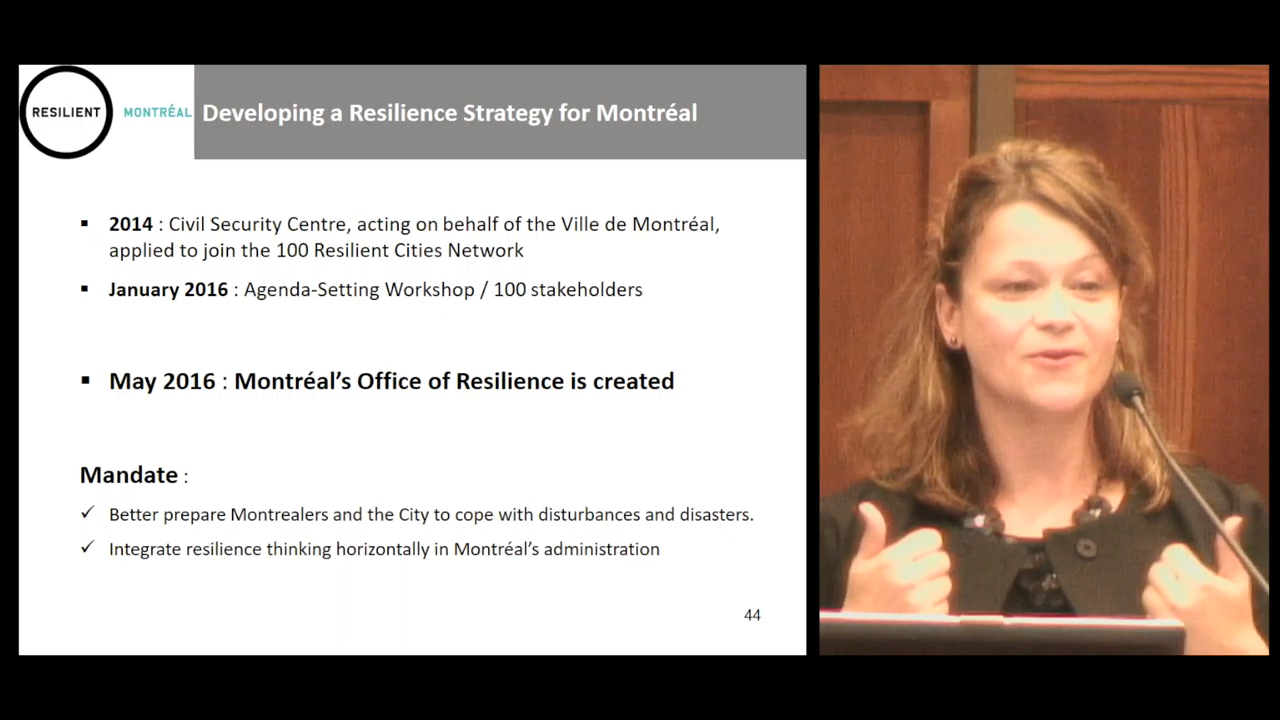 RESILIENT MONTRÉAL
Developing a Resilience Strategy for Montréal
▪ 2014 : Civil Security Centre, acting on behalf of the Ville de Montréal,
applied to join the 100 Resilient Cities Network
▪ January 2016 : Agenda-Setting Workshop / 100 stakeholders
▪ May 2016 : Montréal’s Office of Resilience is created
Mandate :
✓ Better prepare Montrealers and the City to cope with disturbances and disasters.
✓ Integrate resilience thinking horizontally in Montréal’s administration
44